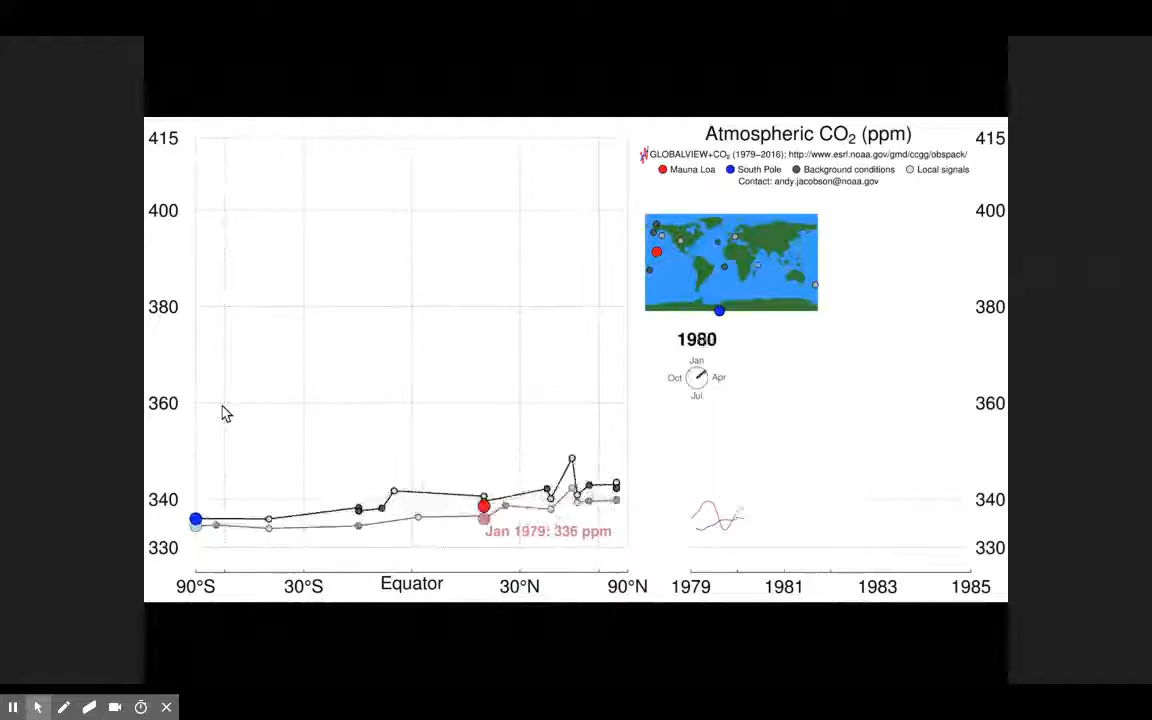 Atmospheric CO₂ (ppm)
GLOBALVIEW+CO₂ (1979−2016); http://www.esrl.noaa.gov/gmd/ccgg/obspack/
Mauna Loa South Pole Background conditions Local signals
Contact: andy.jacobson@noaa.gov
415
400
380
360
340
330
415
400
380
360
340
330
1980
Jan
Oct Apr
Jul
Jan 1979: 336 ppm
90°S 30°S Equator 30°N 90°N
1979 1981 1983 1985